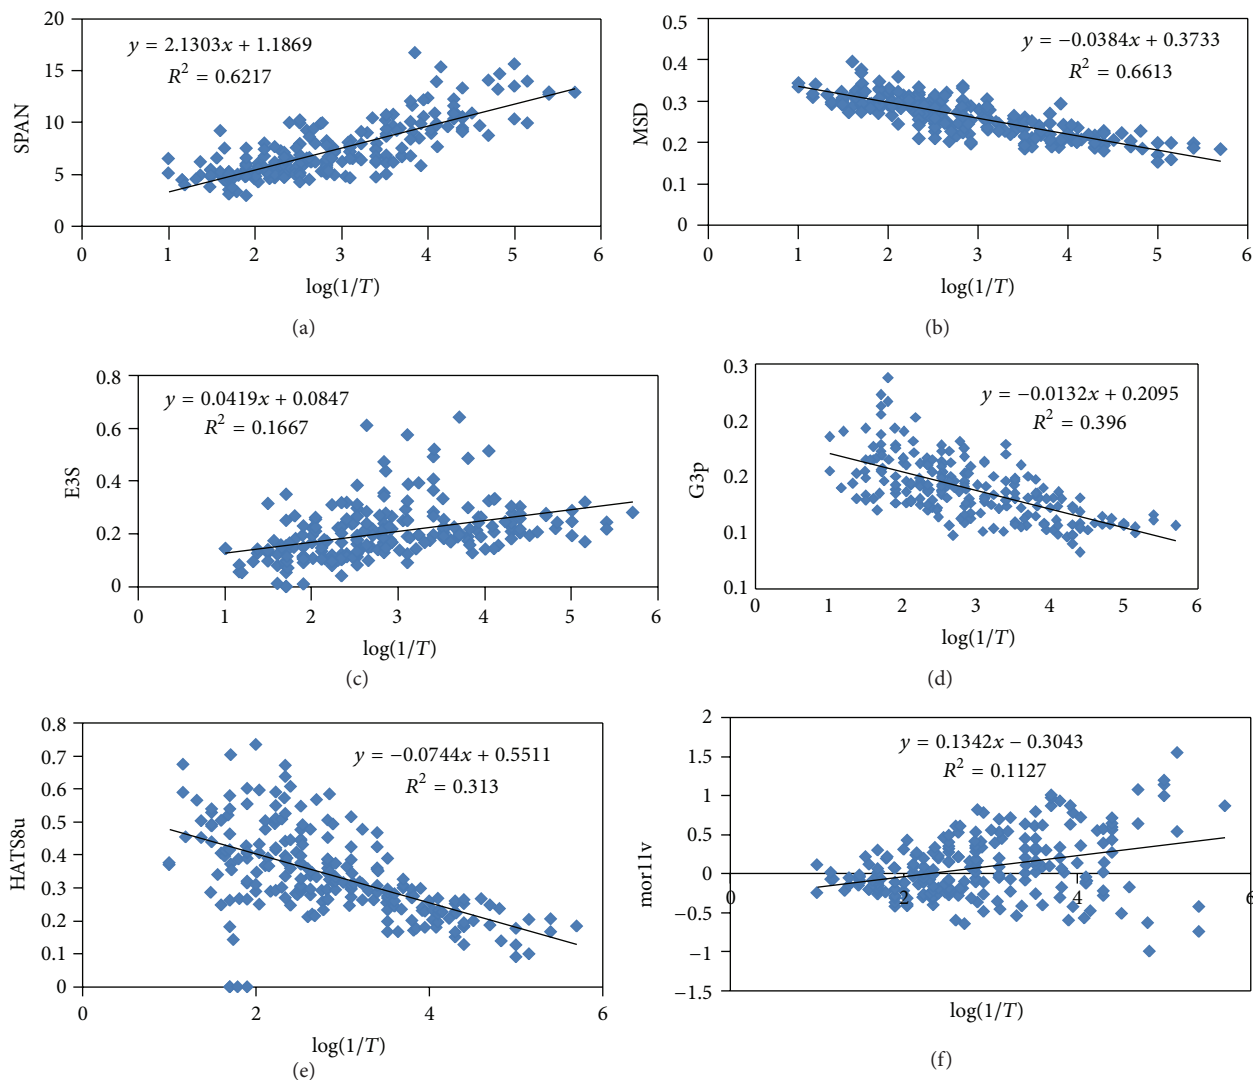 20
15
10
5
0
SPAN
y = 2.1303x + 1.1869
R² = 0.6217
0 1 2 3 4 5 6
log(1/T)
(a)
0.5
0.4
0.3
0.2
0.1
0
MSD
y = −0.0384x + 0.3733
R² = 0.6613
0 1 2 3 4 5 6
log(1/T)
(b)
0.8
0.6
0.4
0.2
0
E3S
y = 0.0419x + 0.0847
R² = 0.1667
0 1 2 3 4 5 6
log(1/T)
(c)
0.3
0.2
0.2
0.1
0.1
G3p
y = −0.0132x + 0.2095
R² = 0.396
0 1 2 3 4 5 6
log(1/T)
(d)
0.8
0.7
0.6
0.5
0.4
0.3
0.2
0.1
0
HATS8u
y = −0.0744x + 0.5511
R² = 0.313
0 2 4 6
log(1/T)
(e)
2
1.5
1
0.5
0
−0.5
−1
−1.5
mor11v
y = 0.1342x − 0.3043
R² = 0.1127
0 2 4 6
log(1/T)
(f)